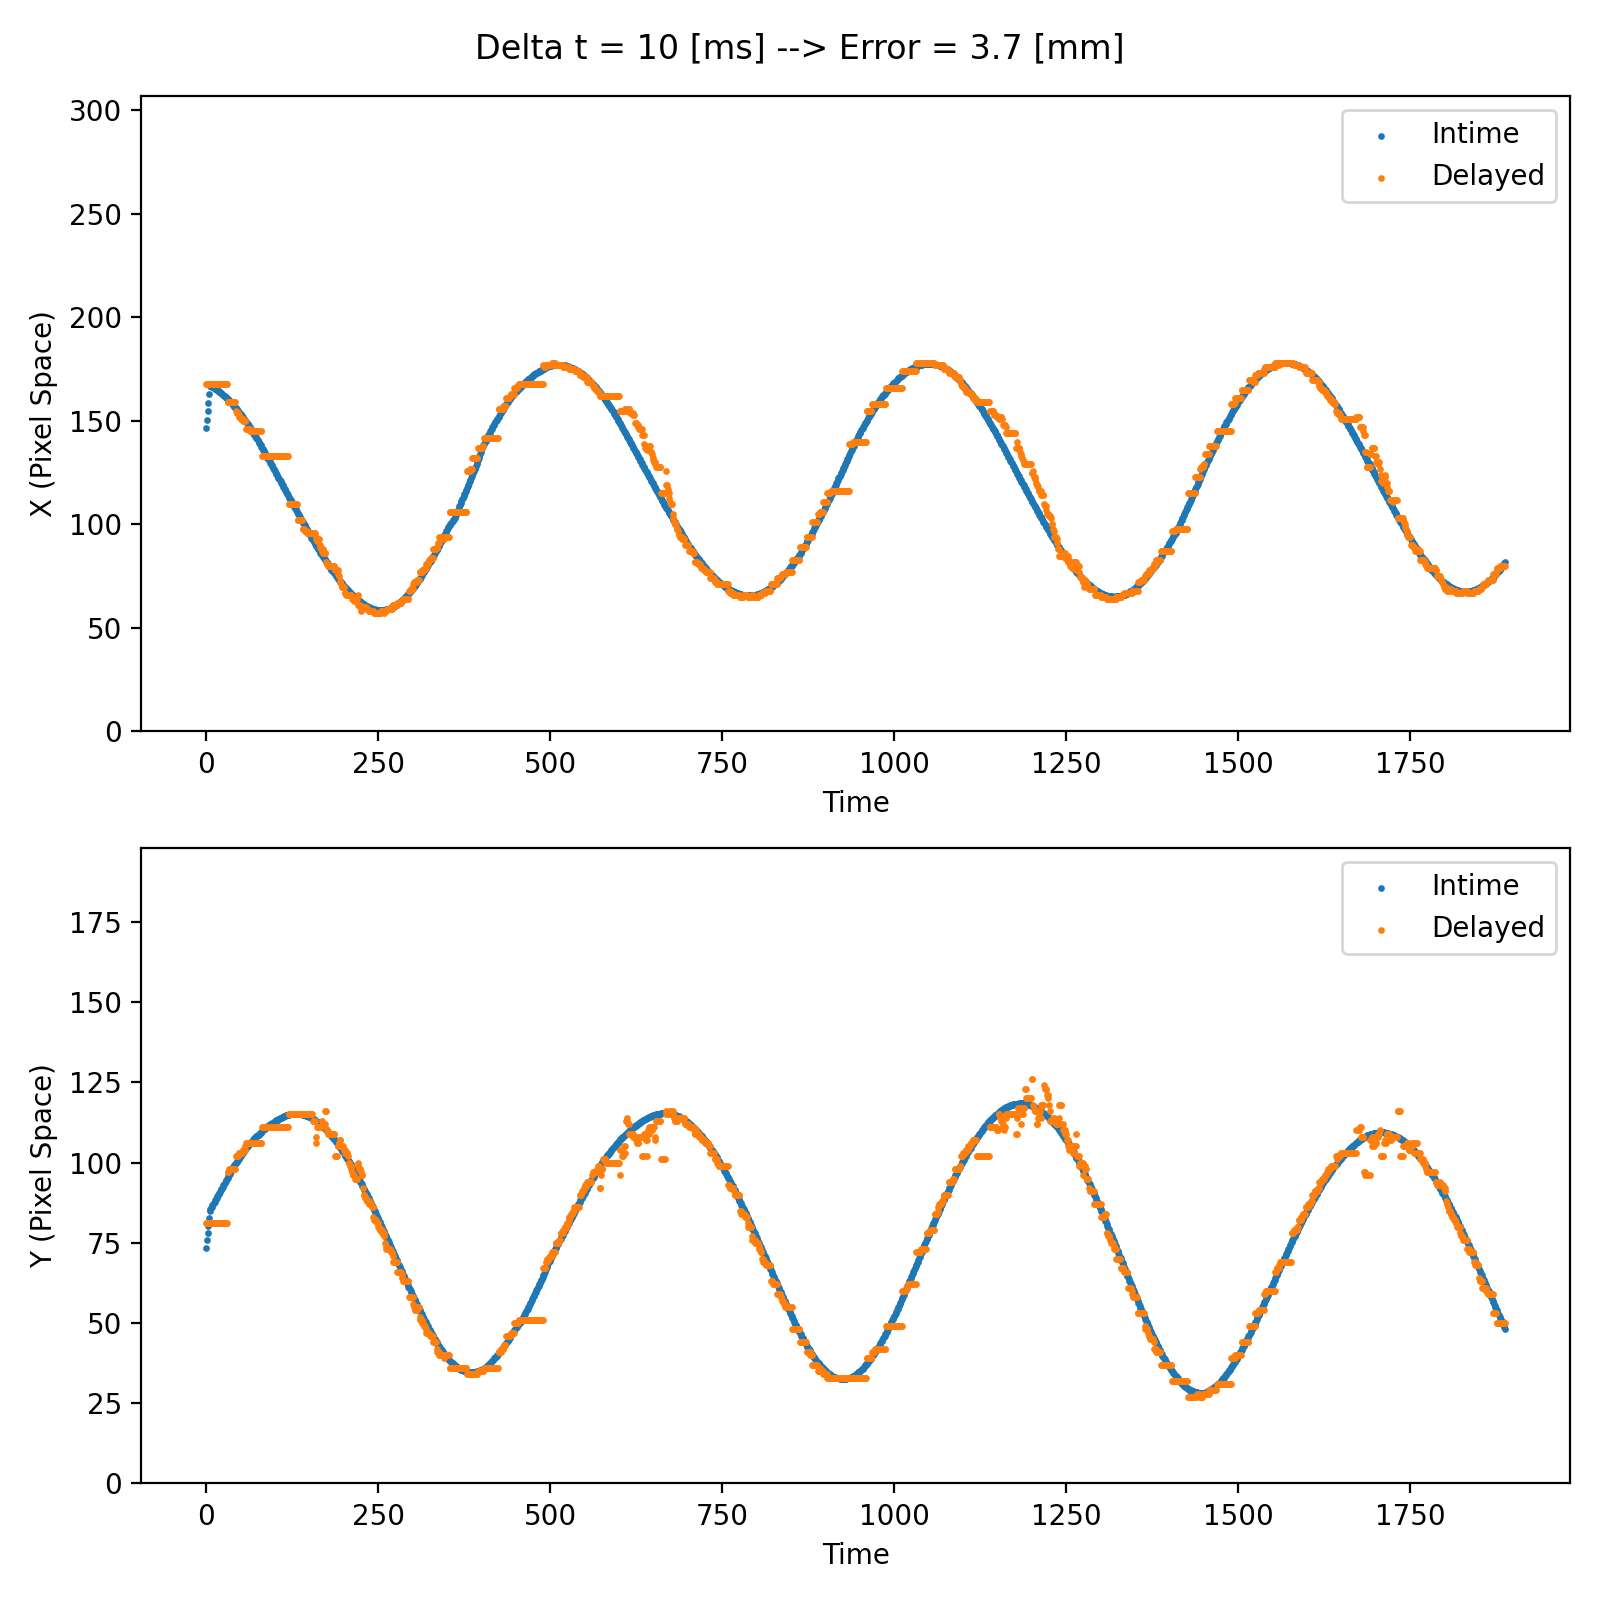 Delta t = 10 [ms] --> Error = 3.7 [mm]
300
250
200
150
100
50
0
X (Pixel Space)
Intime
Delayed
0 250 500 750 1000 1250 1500 1750
Time
175
150
125
100
75
50
25
0
Y (Pixel Space)
Intime
Delayed
0 250 500 750 1000 1250 1500 1750
Time